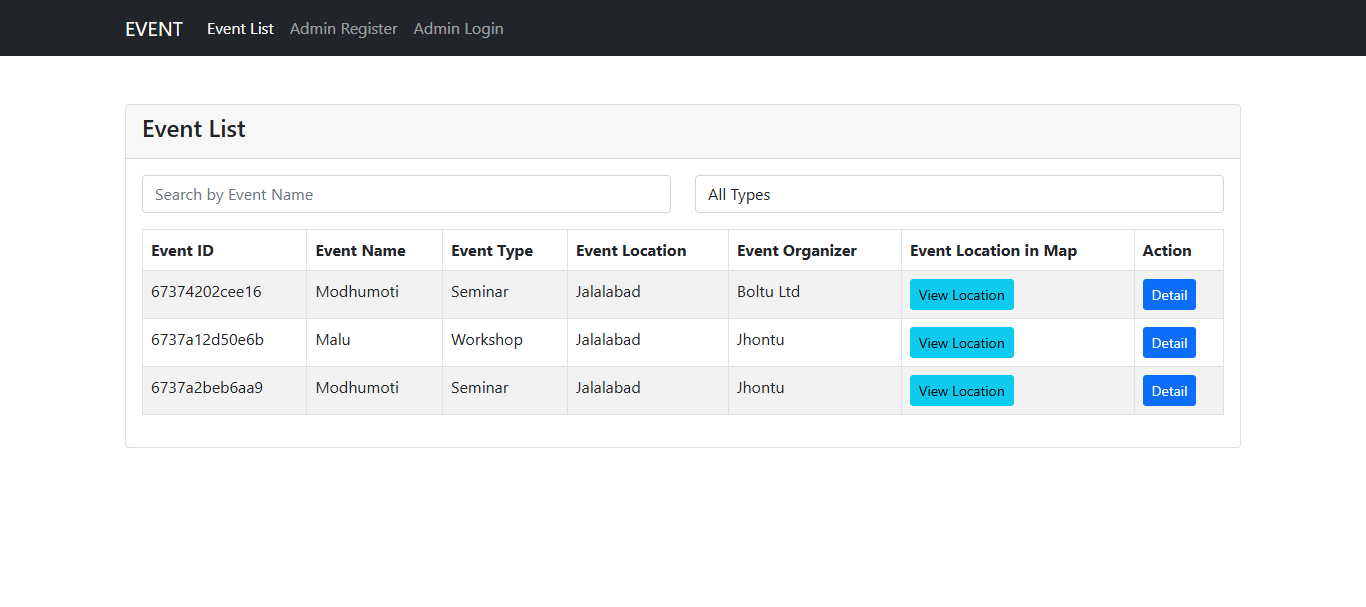 EVENT Event List Admin Register Admin Login
Event List
Search by Event Name All Types
Event ID Event Name Event Type Event Location Event Organizer Event Location in Map Action
67374202cee16 Modhumoti Seminar Jalalabad Boltu Ltd View Location Detail
6737a12d50e6b Malu Workshop Jalalabad Jhontu View Location Detail
6737a2beb6aa9 Modhumoti Seminar Jalalabad Jhontu View Location Detail